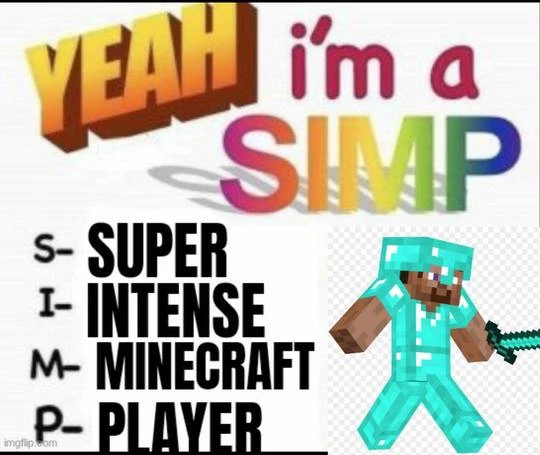 YEAH i'm a
SIMP
S- SUPER
I- INTENSE
M- MINECRAFT
P- PLAYER
imgflip.com